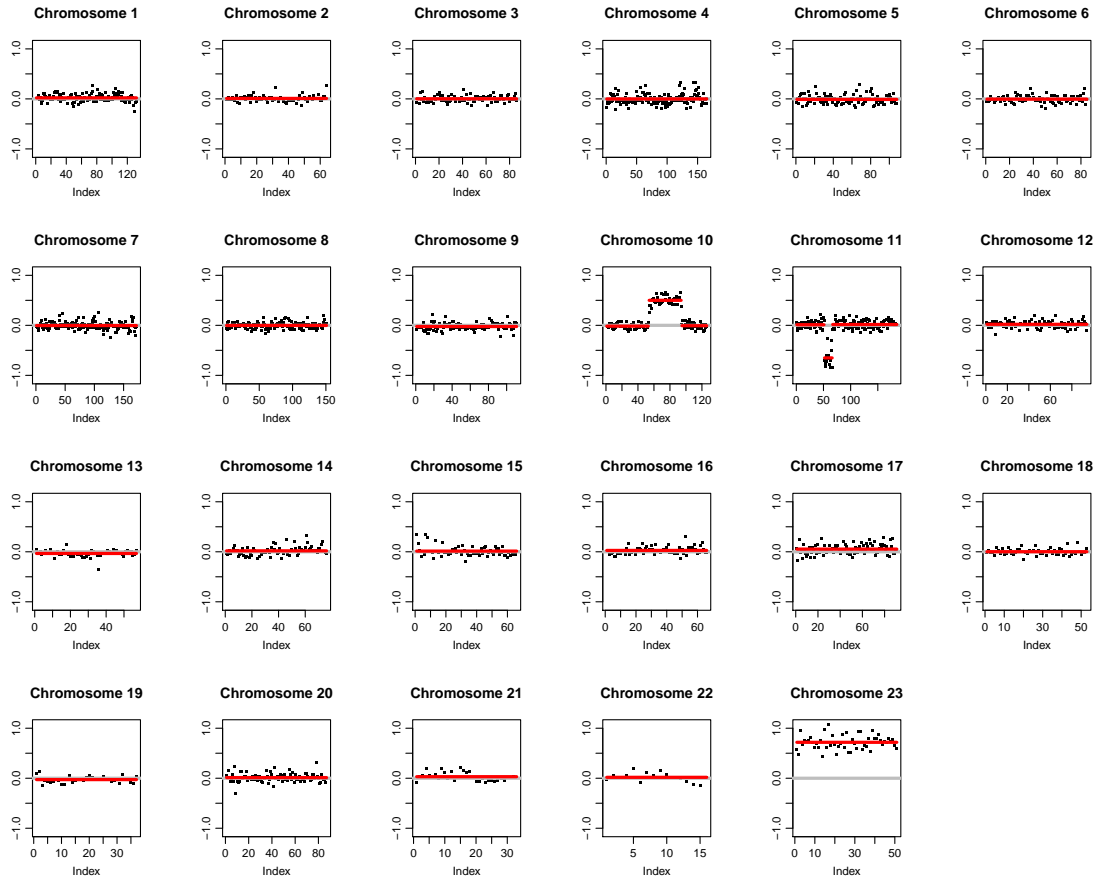 Chromosome 1
Chromosome 2
Chromosome 3
Chromosome 4
Chromosome 5
Chromosome 6
−1.0 0.0 1.0
−1.0 0.0 1.0
−1.0 0.0 1.0
−1.0 0.0 1.0
−1.0 0.0 1.0
−1.0 0.0 1.0
0 40 80 120
0 20 40 60
0 20 40 60 80
0 50 100 150
0 40 80
0 20 40 60 80
Index
Index
Index
Index
Index
Index
Chromosome 7
Chromosome 8
Chromosome 9
Chromosome 10
Chromosome 11
Chromosome 12
−1.0 0.0 1.0
−1.0 0.0 1.0
−1.0 0.0 1.0
−1.0 0.0 1.0
−1.0 0.0 1.0
−1.0 0.0 1.0
0 50 100 150
0 50 100 150
0 40 80
0 40 80 120
0 50 100
0 20 60
Index
Index
Index
Index
Index
Index
Chromosome 13
Chromosome 14
Chromosome 15
Chromosome 16
Chromosome 17
Chromosome 18
−1.0 0.0 1.0
−1.0 0.0 1.0
−1.0 0.0 1.0
−1.0 0.0 1.0
−1.0 0.0 1.0
−1.0 0.0 1.0
0 20 40
0 20 40 60
0 20 40 60
0 20 40 60
0 20 60
0 10 30 50
Index
Index
Index
Index
Index
Index
Chromosome 19
Chromosome 20
Chromosome 21
Chromosome 22
Chromosome 23
−1.0 0.0 1.0
−1.0 0.0 1.0
−1.0 0.0 1.0
−1.0 0.0 1.0
−1.0 0.0 1.0
0 10 20 30
0 20 40 60 80
0 10 20 30
5 10 15
0 10 30 50
Index
Index
Index
Index
Index